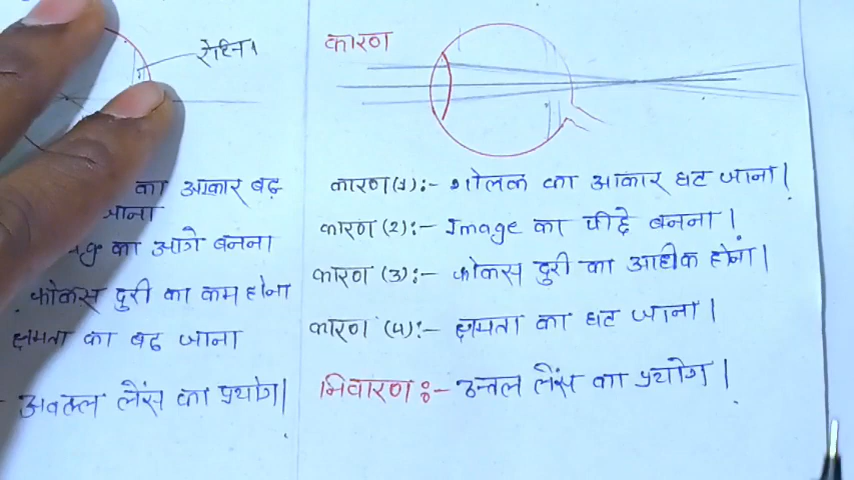 रेटिना
का आकार बढ़
जाना
का आगे बनना
फोकस दुरी का कम होना
क्षमता का बढ़ जाना
अवतल लेंस का प्रयोग।
कारण
कारण (1):- गोलक का आकार घट जाना।
कारण (2):- Image का पीछे बनना।
कारण (3):- फोकस दुरी का अधीक होना।
कारण (4):- क्षमता का घट जाना।
निवारण :- उत्तल लेंस का प्रयोग।